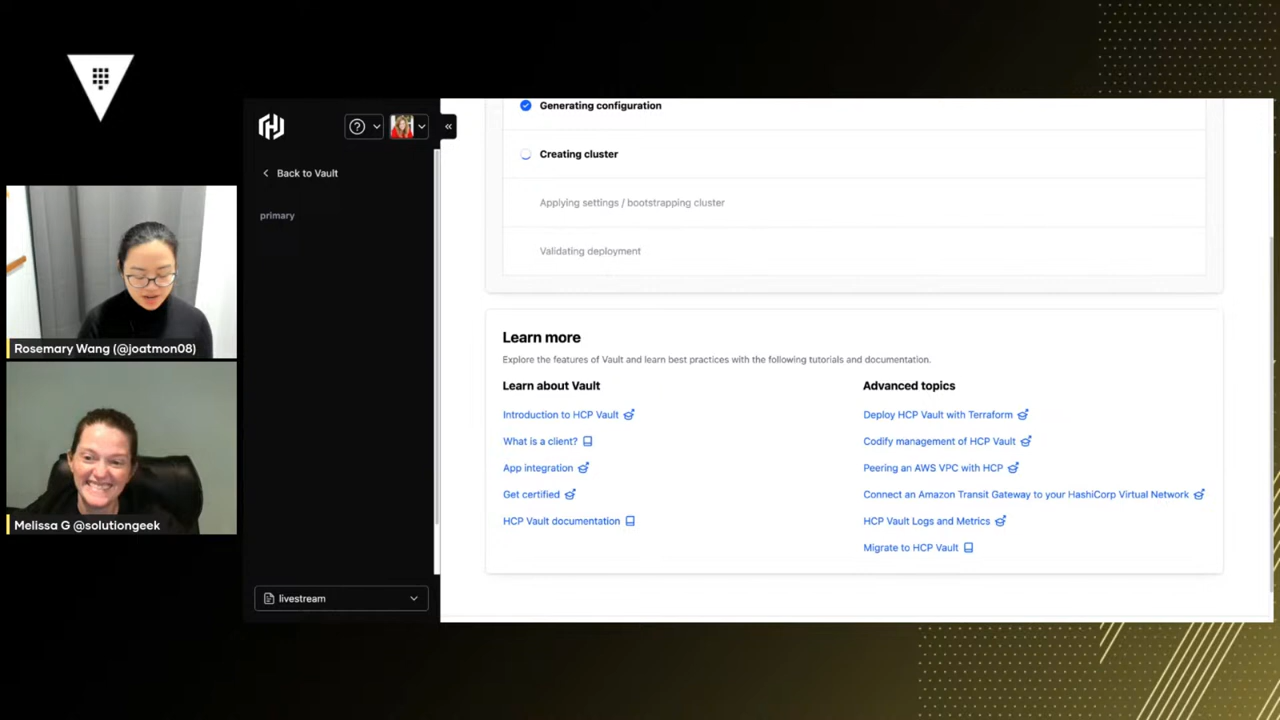 Generating configuration
Creating cluster
Back to Vault
Applying settings / bootstrapping cluster
primary
Validating deployment
Rosemary Wang (@joatmon08)
Melissa G @solutiongeek
Learn more
Explore the features of Vault and learn best practices with the following tutorials and documentation.
Learn about Vault
Introduction to HCP Vault
What is a client?
App integration
Get certified
HCP Vault documentation
Advanced topics
Deploy HCP Vault with Terraform
Codify management of HCP Vault
Peering an AWS VPC with HCP
Connect an Amazon Transit Gateway to your HashiCorp Virtual Network
HCP Vault Logs and Metrics
Migrate to HCP Vault
livestream